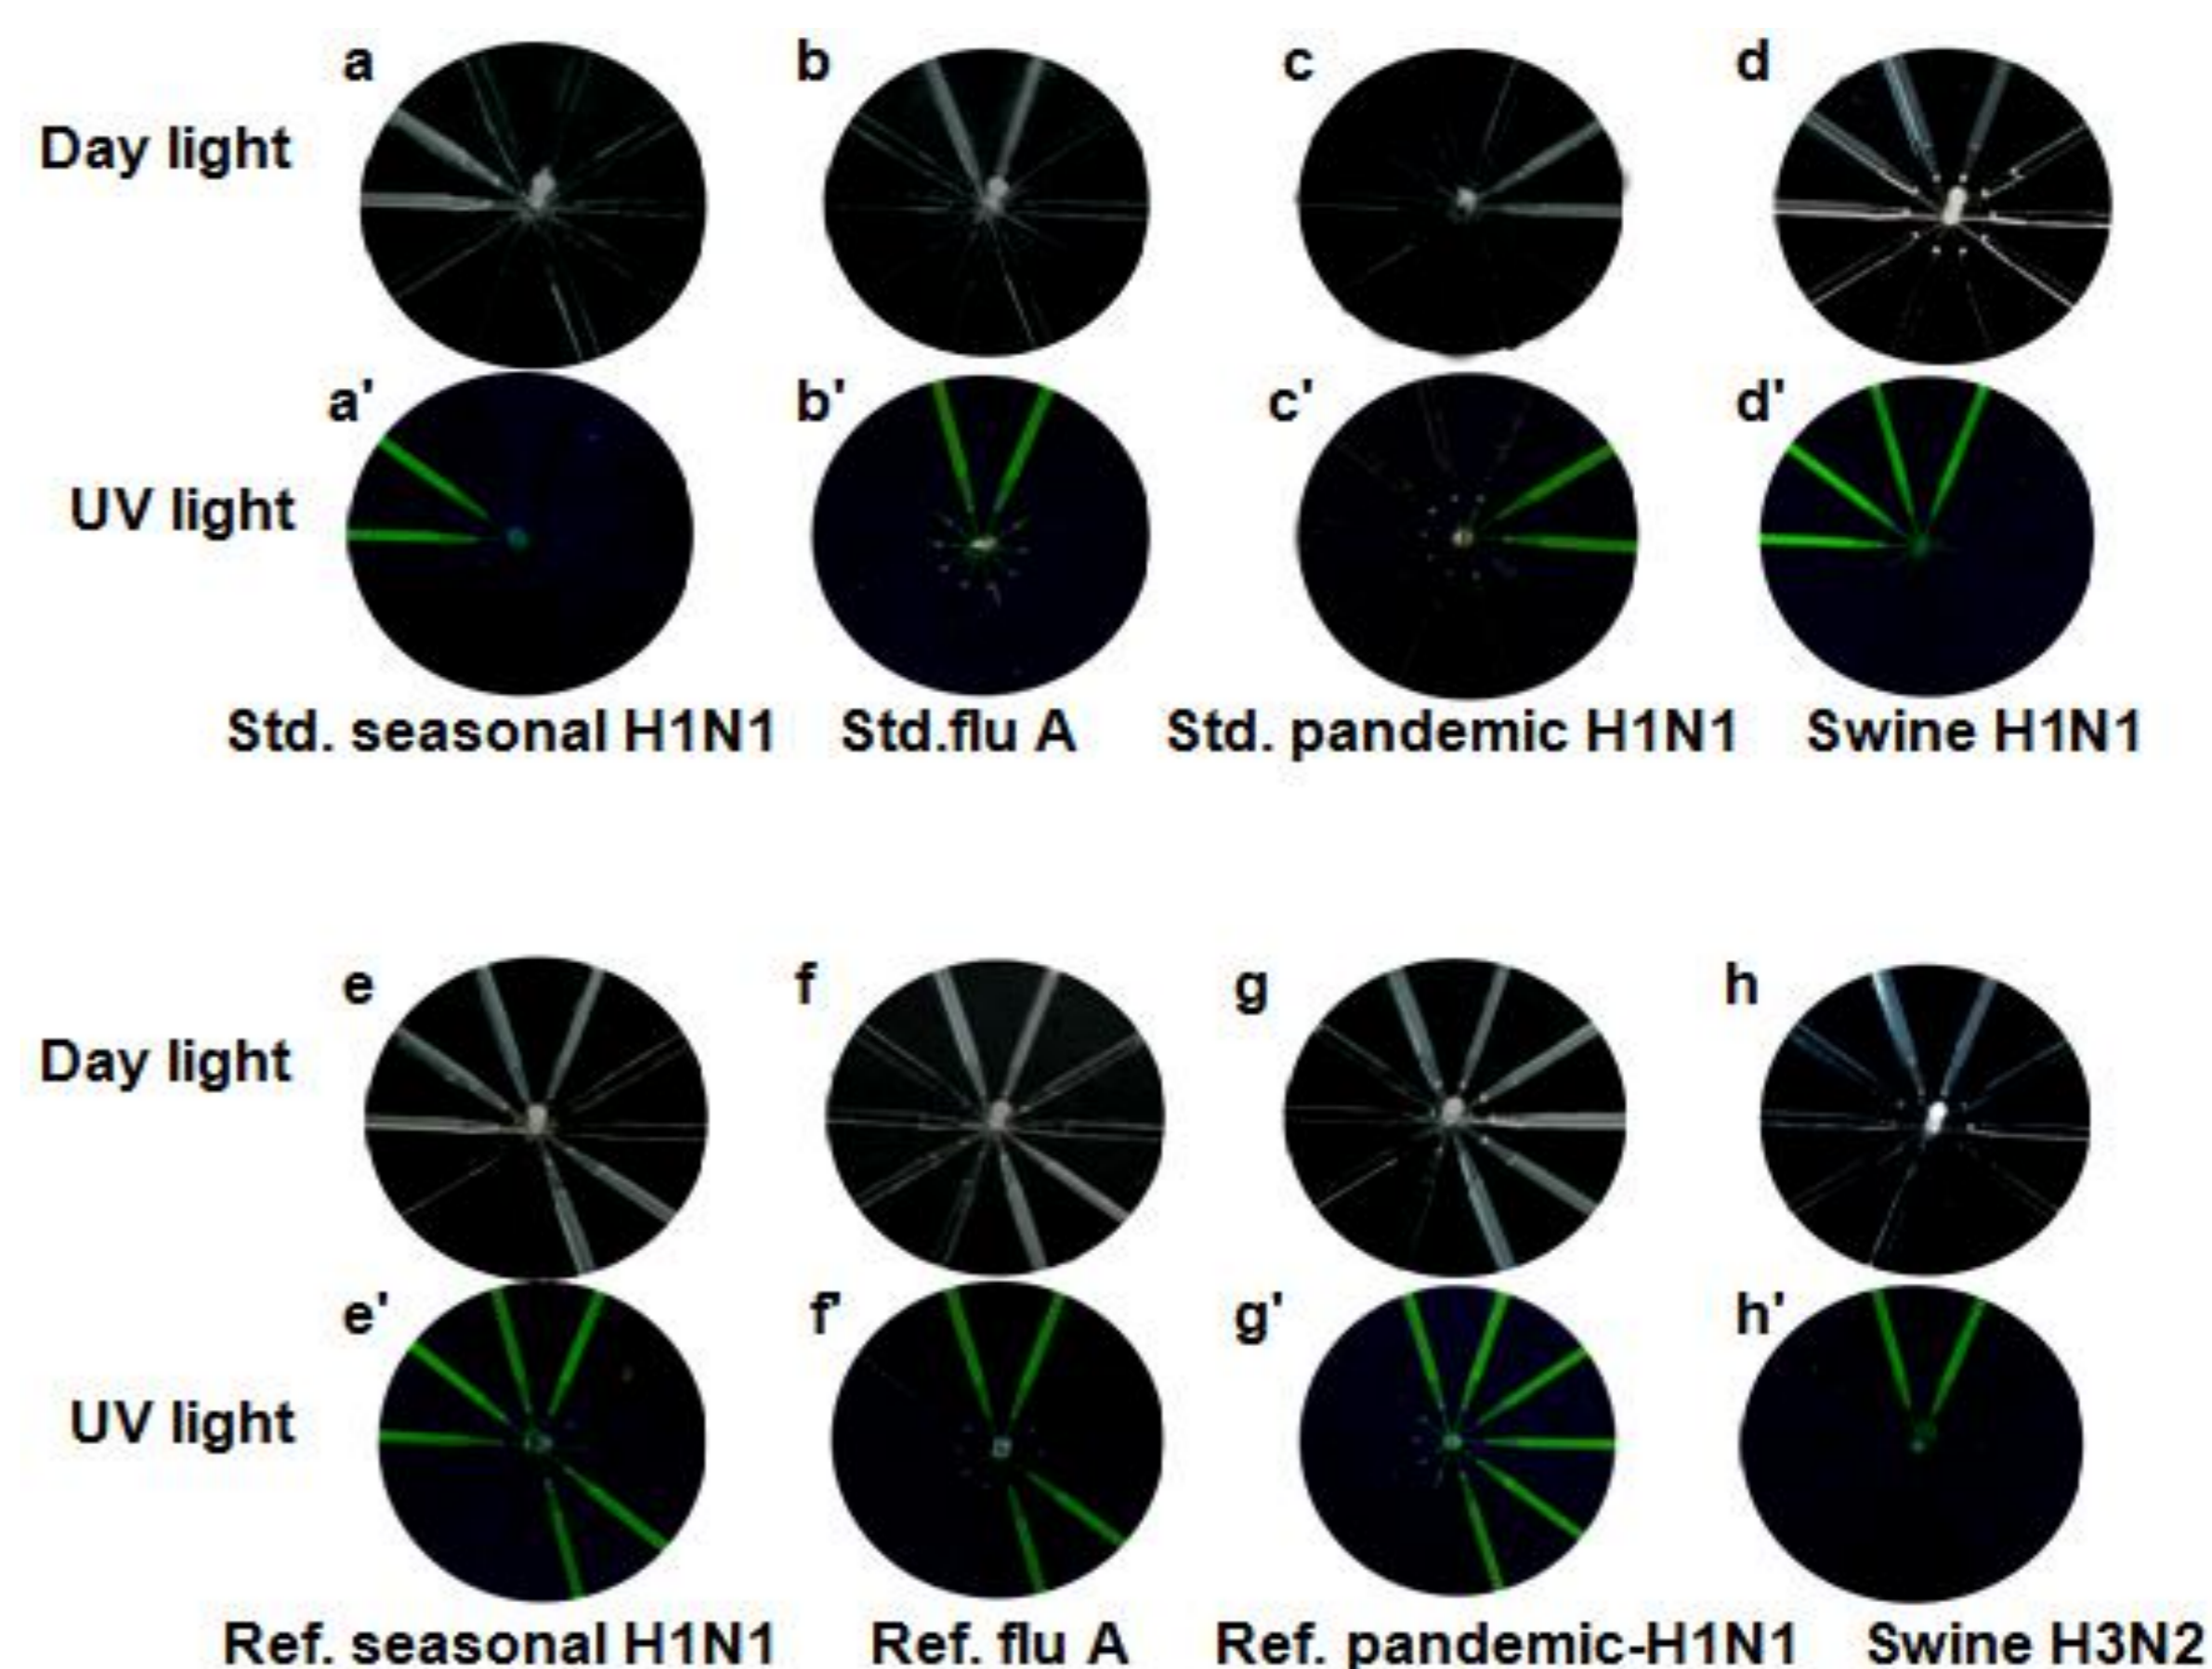 a b c d
Day light
a' b' c' d'
UV light
Std. seasonal H1N1 Std.flu A Std. pandemic H1N1 Swine H1N1
e f g h
Day light
e' f' g' h'
UV light
Ref. seasonal H1N1 Ref. flu A Ref. pandemic-H1N1 Swine H3N2